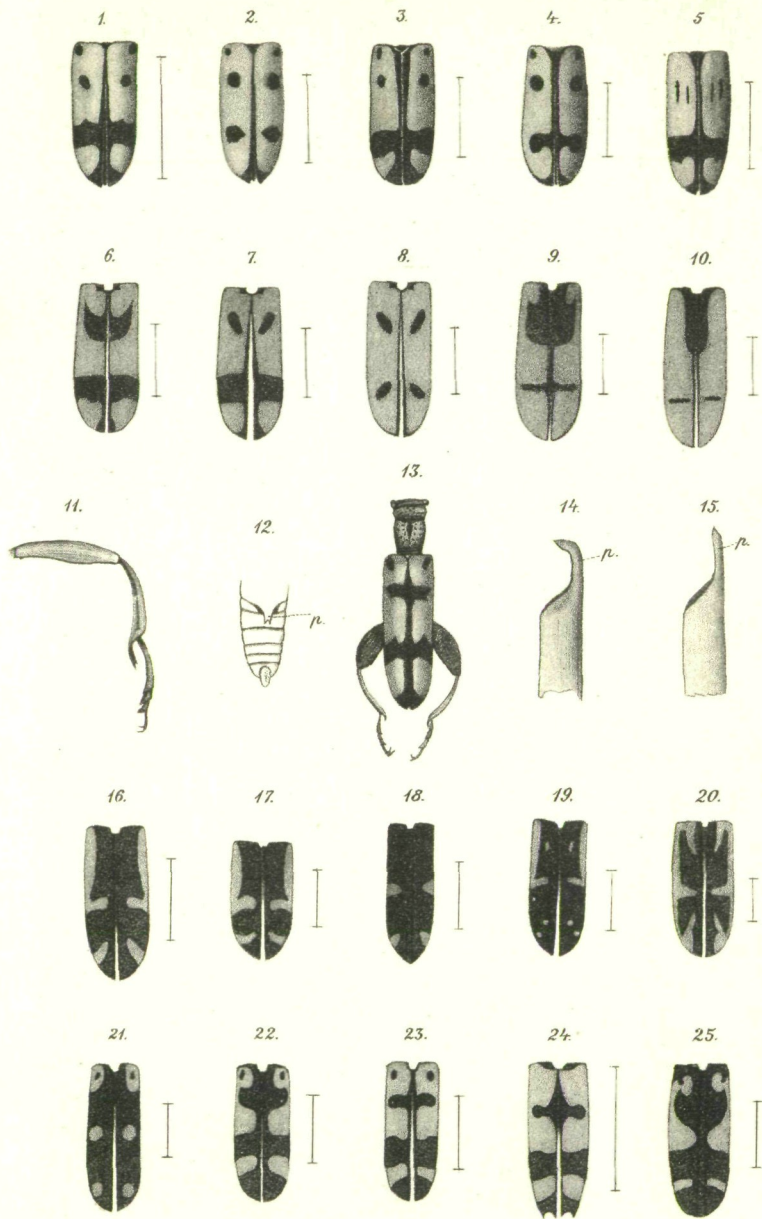 1. 2. 3. 4. 5
6. 7. 8. 9. 10.
11. 12. 13. 14. 15.
p. p. p.
16. 17. 18. 19. 20.
21. 22. 23. 24. 25.